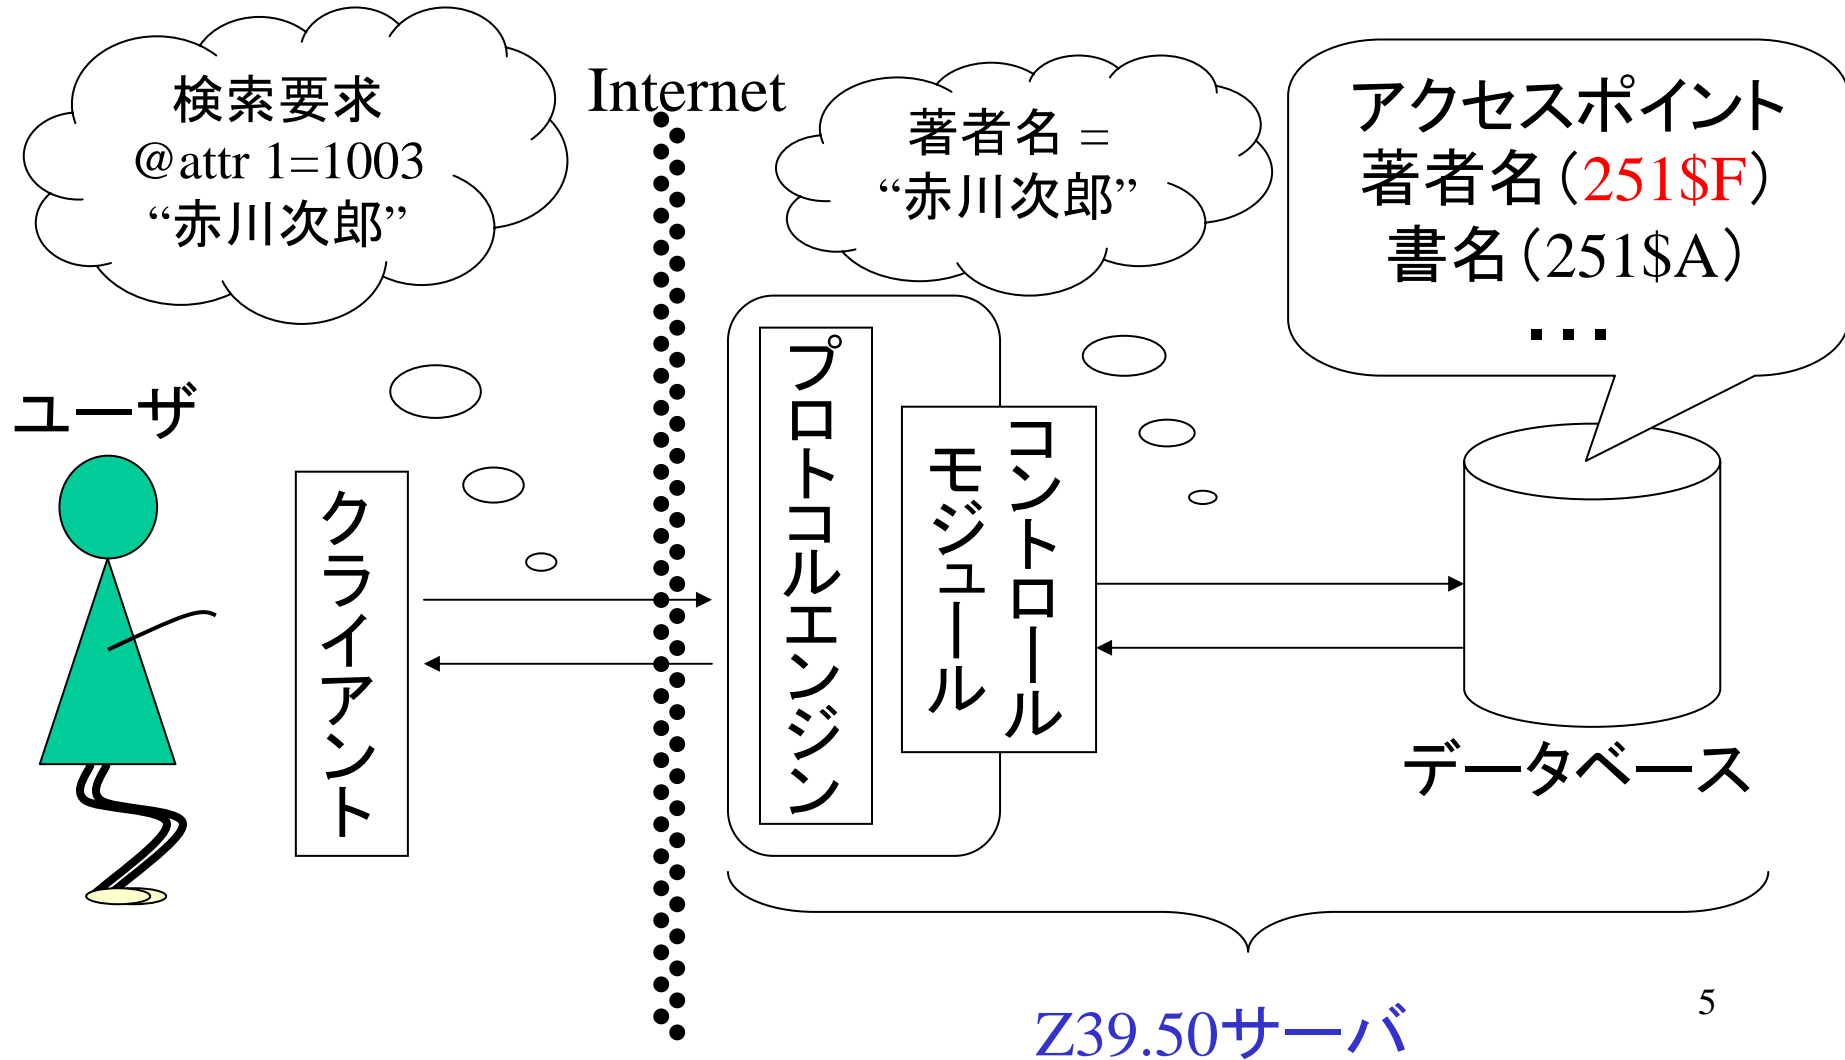 検索要求
@attr 1=1003
“赤川次郎”
Internet
著者名 =
“赤川次郎”
アクセスポイント
著者名（251$F）
書名（251$A）
・・・
ユーザ
クライアント
プロトコルエンジン
コントロール
モジュール
データベース
Z39.50サーバ
5